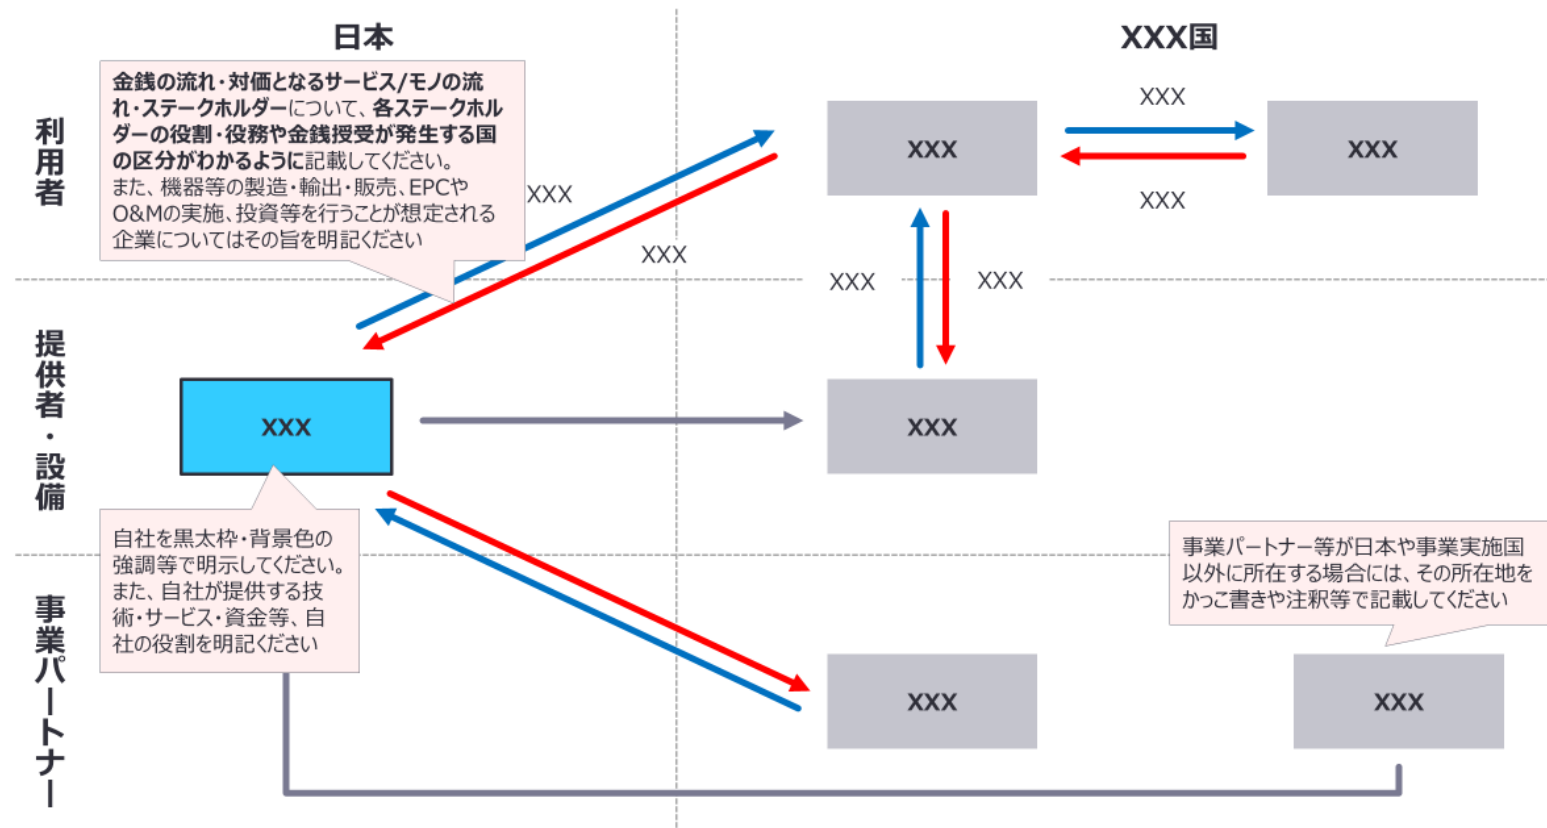 日本
XXX国
利用者
金銭の流れ・対価となるサービス/モノの流
れ・ステークホルダーについて、各ステークホル
ダーの役割・役務や金銭授受が発生する国
の区分がわかるように記載してください。
また、機器等の製造・輸出・販売、EPCや
O&Mの実施、投資等を行うことが想定される
企業についてはその旨を明記ください
XXX
XXX
XXX
XXX
XXX
XXX
XXX
XXX
提供者・設備
XXX
XXX
自社を黒太枠・背景色の
強調等で明示してください。
また、自社が提供する技
術・サービス・資金等、自
社の役割を明記ください
事業パートナー等が日本や事業実施国
以外に所在する場合には、その所在地を
かっこ書きや注釈等で記載してください
事業パートナー
XXX
XXX